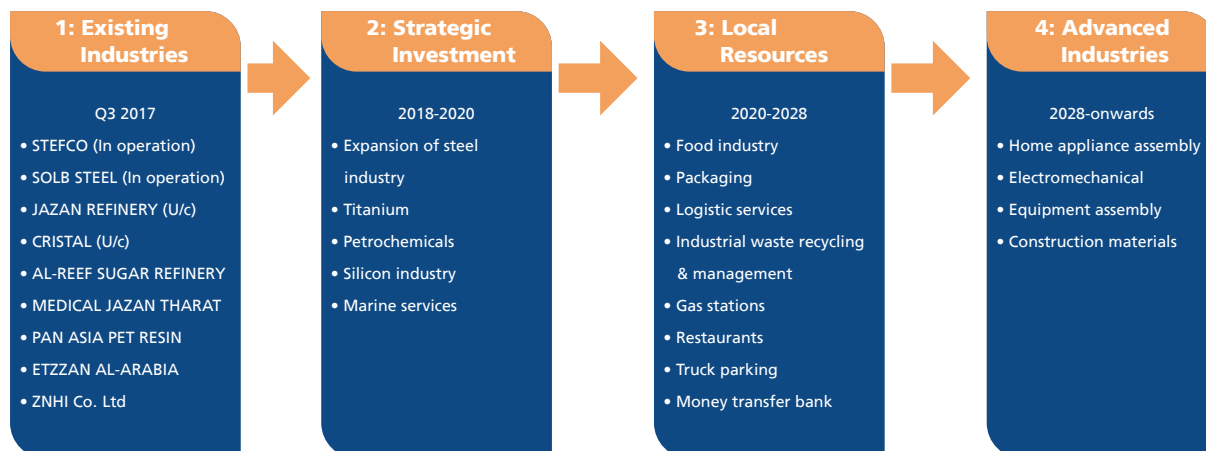 1: Existing
Industries
Q3 2017
• STEFCO (In operation)
• SOLB STEEL (In operation)
• JAZAN REFINERY (U/c)
• CRISTAL (U/c)
• AL-REEF SUGAR REFINERY
• MEDICAL JAZAN THARAT
• PAN ASIA PET RESIN
• ETZZAN AL-ARABIA
• ZNHI Co. Ltd
2: Strategic
Investment
2018-2020
• Expansion of steel
industry
• Titanium
• Petrochemicals
• Silicon industry
• Marine services
3: Local
Resources
2020-2028
• Food industry
• Packaging
• Logistic services
• Industrial waste recycling
& management
• Gas stations
• Restaurants
• Truck parking
• Money transfer bank
4: Advanced
Industries
2028-onwards
• Home appliance assembly
• Electromechanical
• Equipment assembly
• Construction materials